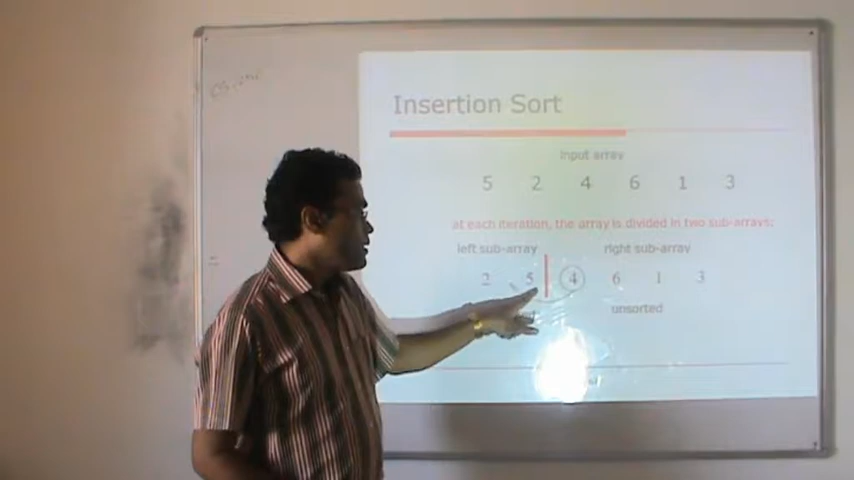 Insertion Sort
input array
5 2 4 6 1 3
at each iteration, the array is divided in two sub-arrays:
left sub-array right sub-array
2 5 4 6 1 3
unsorted